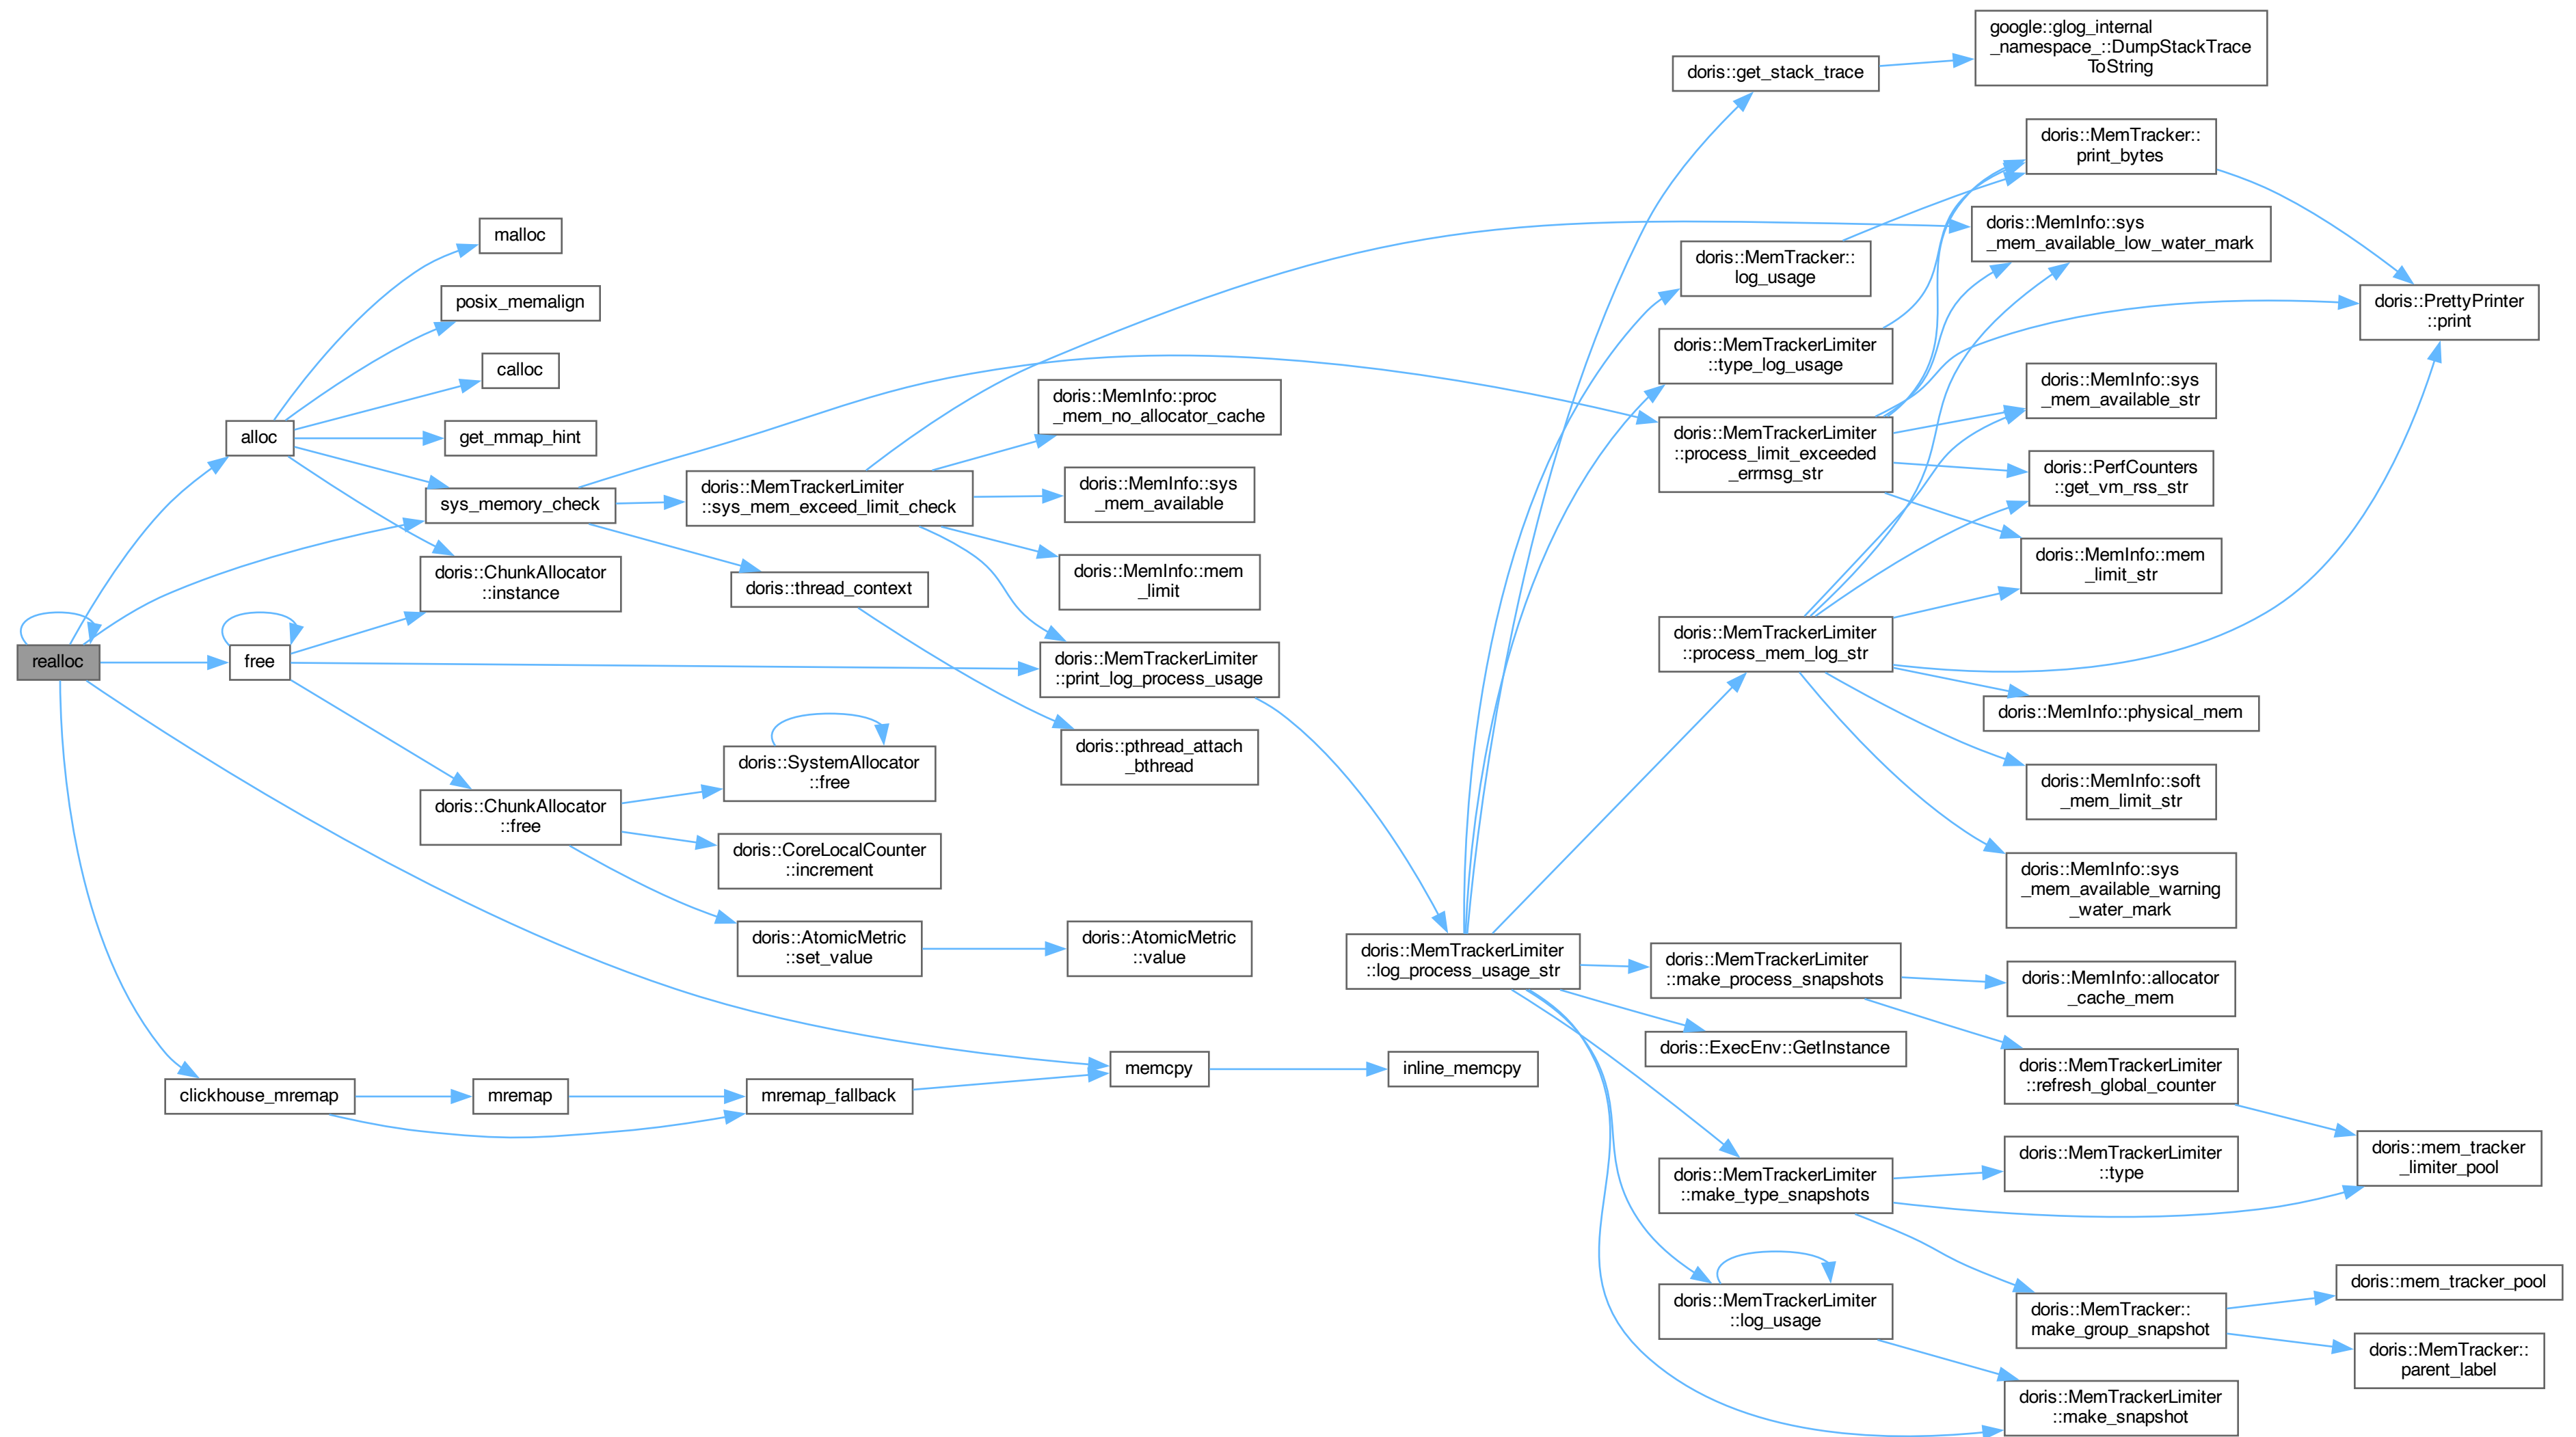 realloc
alloc
free
clickhouse_mremap
malloc
posix_memalign
calloc
get_mmap_hint
sys_memory_check
doris::ChunkAllocator
::instance
doris::ChunkAllocator
::free
mremap
doris::MemTrackerLimiter
::sys_mem_exceed_limit_check
doris::thread_context
doris::SystemAllocator
::free
doris::CoreLocalCounter
::increment
doris::AtomicMetric
::set_value
mremap_fallback
doris::MemInfo::proc
_mem_no_allocator_cache
doris::MemInfo::sys
_mem_available
doris::MemInfo::mem
_limit
doris::MemTrackerLimiter
::print_log_process_usage
doris::pthread_attach
_bthread
doris::AtomicMetric
::value
memcpy
doris::MemTrackerLimiter
::log_process_usage_str
inline_memcpy
doris::get_stack_trace
doris::MemTracker::
log_usage
doris::MemTrackerLimiter
::type_log_usage
doris::MemTrackerLimiter
::process_limit_exceeded
_errmsg_str
doris::MemTrackerLimiter
::process_mem_log_str
doris::MemTrackerLimiter
::make_process_snapshots
doris::ExecEnv::GetInstance
doris::MemTrackerLimiter
::make_type_snapshots
doris::MemTrackerLimiter
::log_usage
google::glog_internal
_namespace_::DumpStackTrace
ToString
doris::MemTracker::
print_bytes
doris::MemInfo::sys
_mem_available_low_water_mark
doris::MemInfo::sys
_mem_available_str
doris::PerfCounters
::get_vm_rss_str
doris::MemInfo::mem
_limit_str
doris::MemInfo::physical_mem
doris::MemInfo::soft
_mem_limit_str
doris::MemInfo::sys
_mem_available_warning
_water_mark
doris::MemInfo::allocator
_cache_mem
doris::MemTrackerLimiter
::refresh_global_counter
doris::MemTrackerLimiter
::type
doris::MemTracker::
make_group_snapshot
doris::MemTrackerLimiter
::make_snapshot
doris::PrettyPrinter
::print
doris::mem_tracker
_limiter_pool
doris::mem_tracker_pool
doris::MemTracker::
parent_label